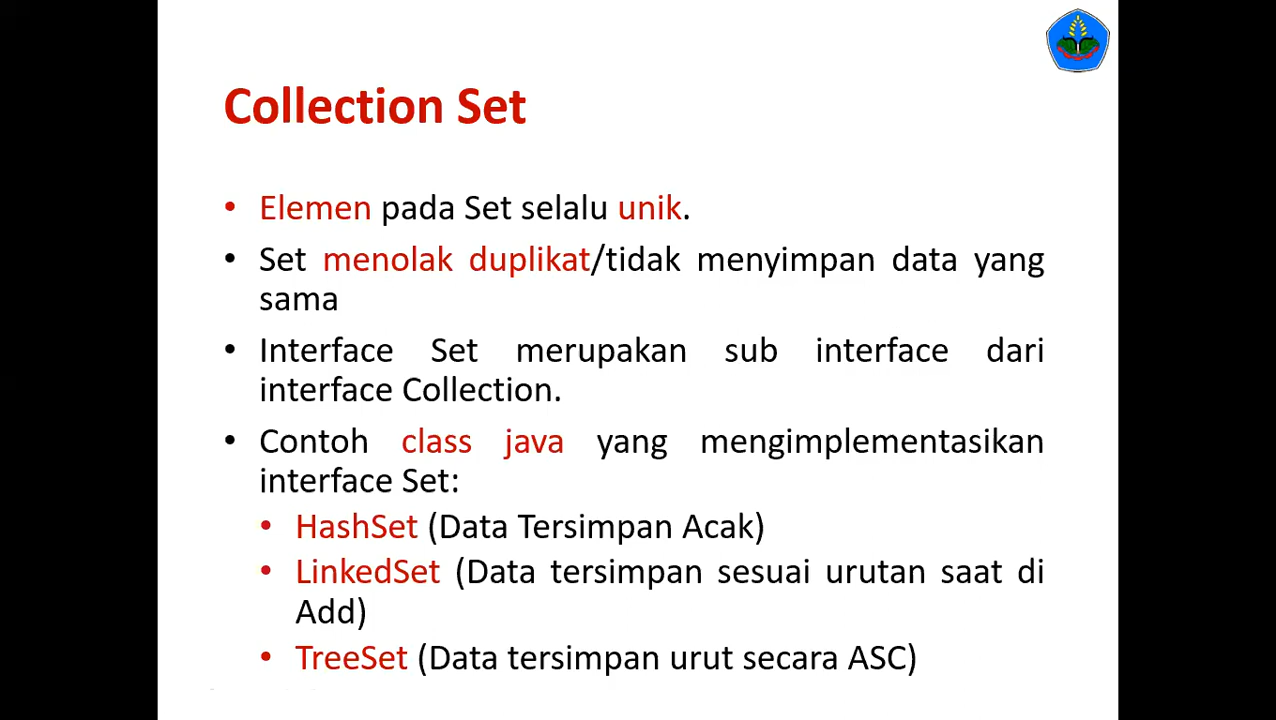 Collection Set
• Elemen pada Set selalu unik.
• Set menolak duplikat/tidak menyimpan data yang
sama
• Interface Set merupakan sub interface dari
interface Collection.
• Contoh class java yang mengimplementasikan
interface Set:
• HashSet (Data Tersimpan Acak)
• LinkedSet (Data tersimpan sesuai urutan saat di
Add)
• TreeSet (Data tersimpan urut secara ASC)